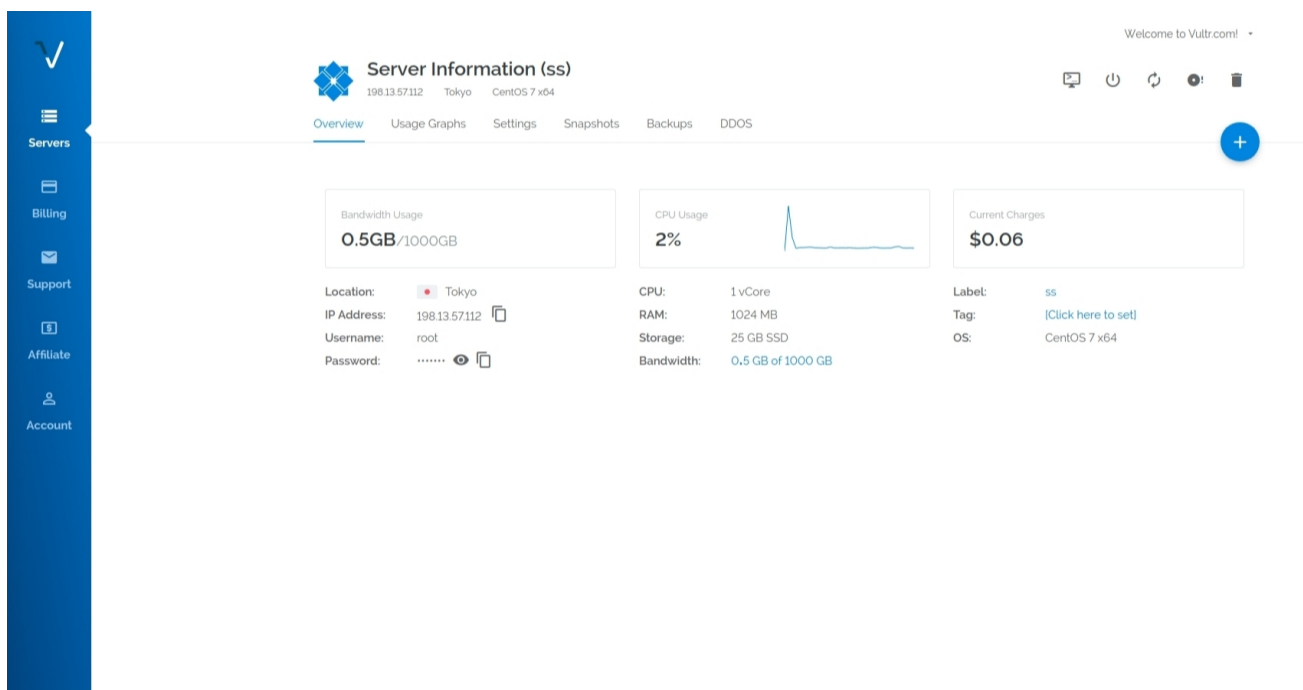 Welcome to Vultr.com!
Server Information (ss)
198.13.57.112 Tokyo CentOS 7 x64
Overview Usage Graphs Settings Snapshots Backups DDOS
Servers
Billing
Support
Affiliate
Account
Bandwidth Usage
0.5GB/1000GB
CPU Usage
2%
Current Charges
$0.06
Location: Tokyo
IP Address: 198.13.57.112
Username: root
Password: ·······
CPU: 1 vCore
RAM: 1024 MB
Storage: 25 GB SSD
Bandwidth: 0.5 GB of 1000 GB
Label: ss
Tag: [Click here to set]
OS: CentOS 7 x64